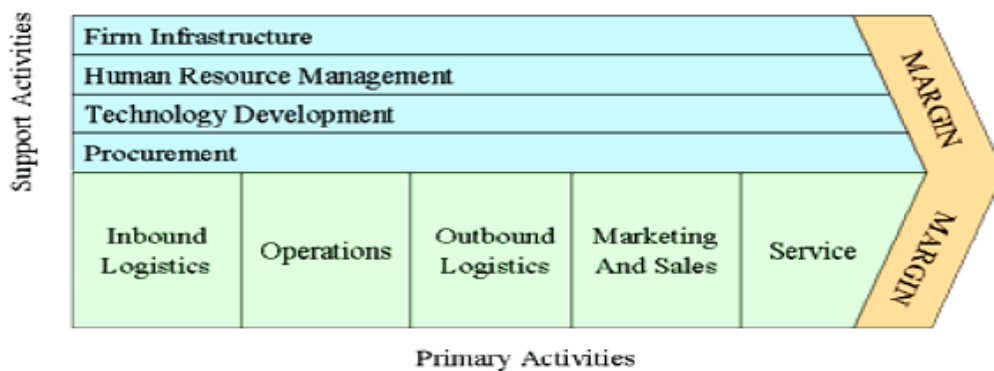 Support Activities
Firm Infrastructure
Human Resource Management
Technology Development
Procurement
MARGIN
Inbound
Logistics
Operations
Outbound
Logistics
Marketing
And Sales
Service
MARGIN
Primary Activities